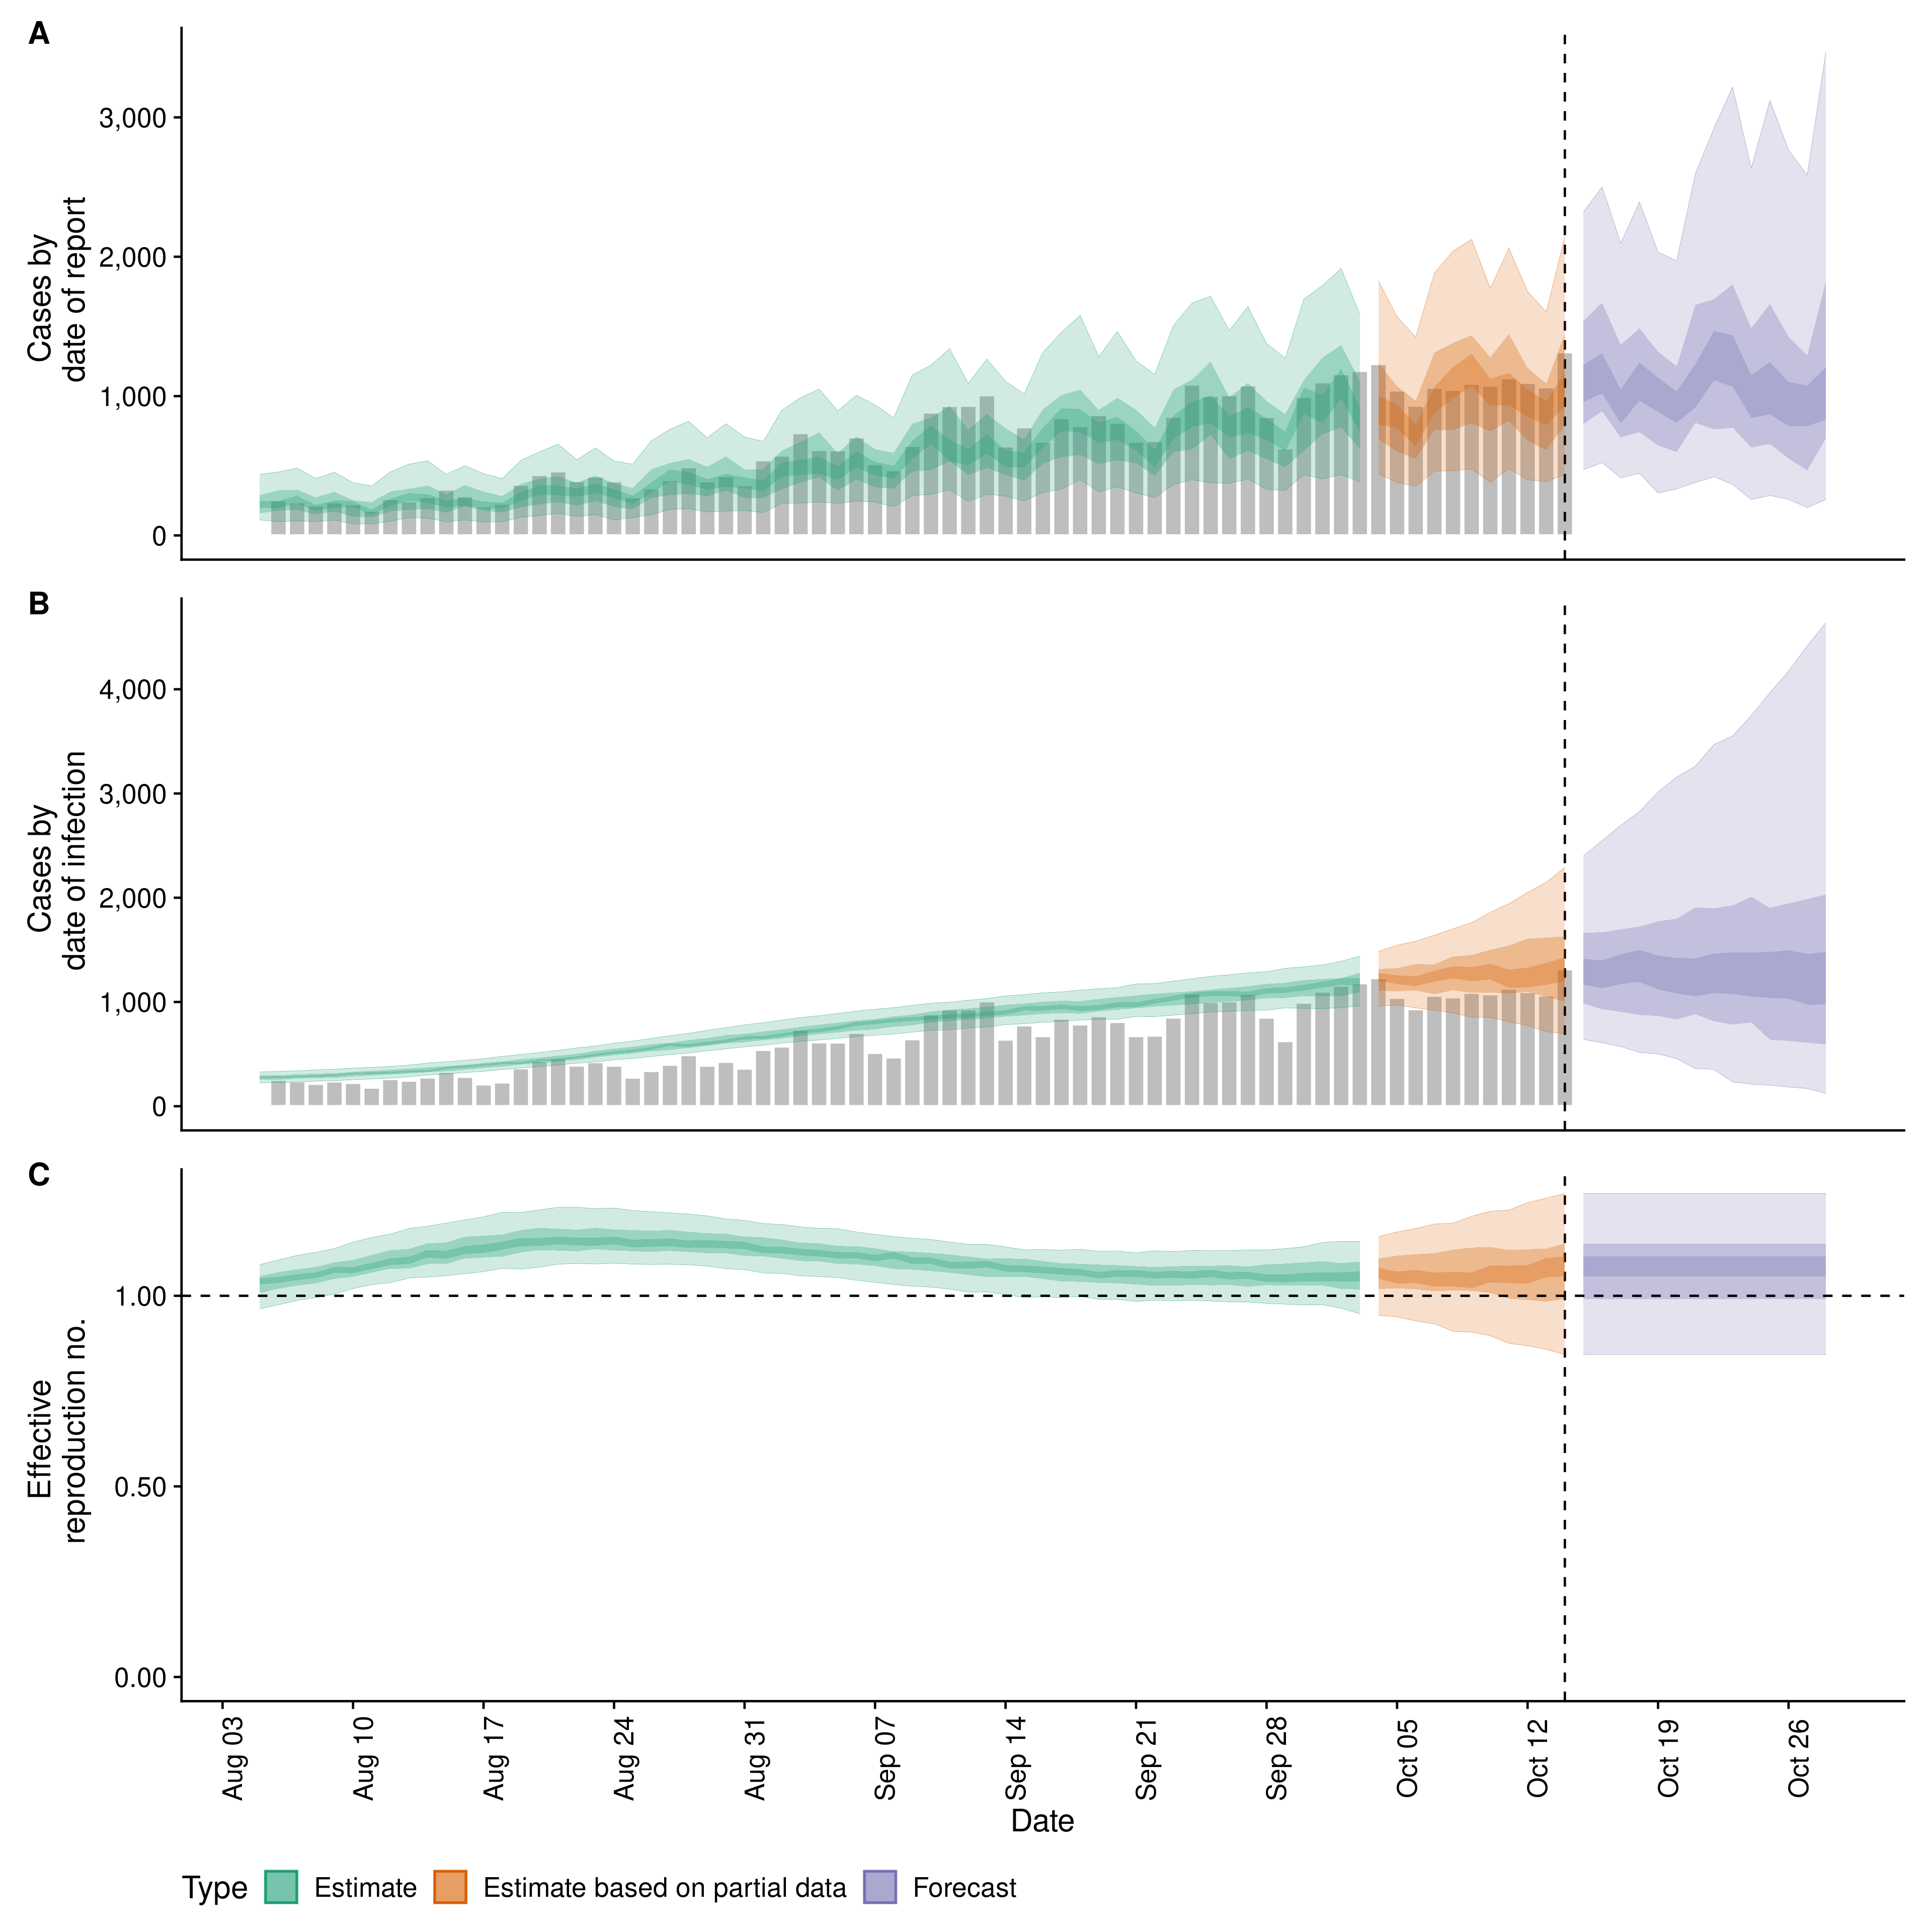 A
Cases by
date of report
3,000
2,000
1,000
0
B
Cases by
date of infection
4,000
3,000
2,000
1,000
0
C
Effective
reproduction no.
1.00
0.50
0.00
Aug 03
Aug 10
Aug 17
Aug 24
Aug 31
Sep 07
Sep 14
Sep 21
Sep 28
Oct 05
Oct 12
Oct 19
Oct 26
Date
Type Estimate Estimate based on partial data Forecast